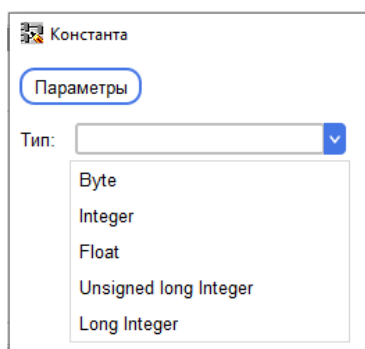 Константа
Параметры
Тип:
Byte
Integer
Float
Unsigned long Integer
Long Integer